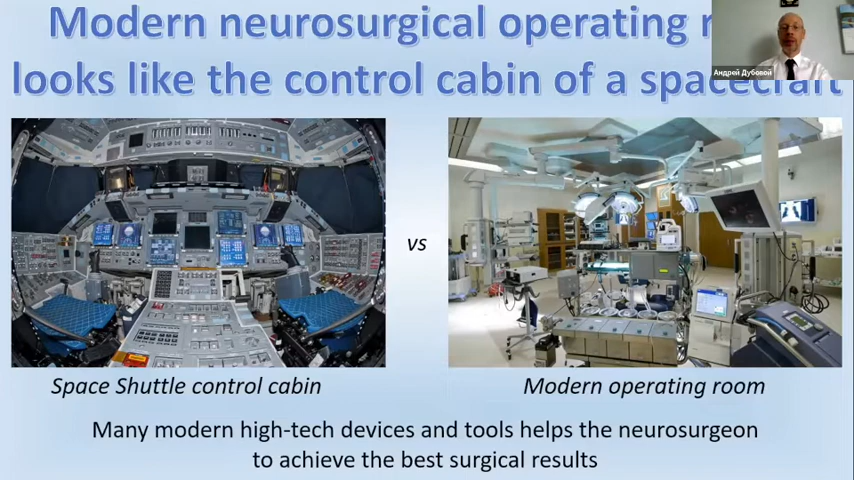 Modern neurosurgical operating
looks like the control cabin of a spacecraft
Андрей Дубовой
vs
Space Shuttle control cabin
Modern operating room
Many modern high-tech devices and tools helps the neurosurgeon
to achieve the best surgical results